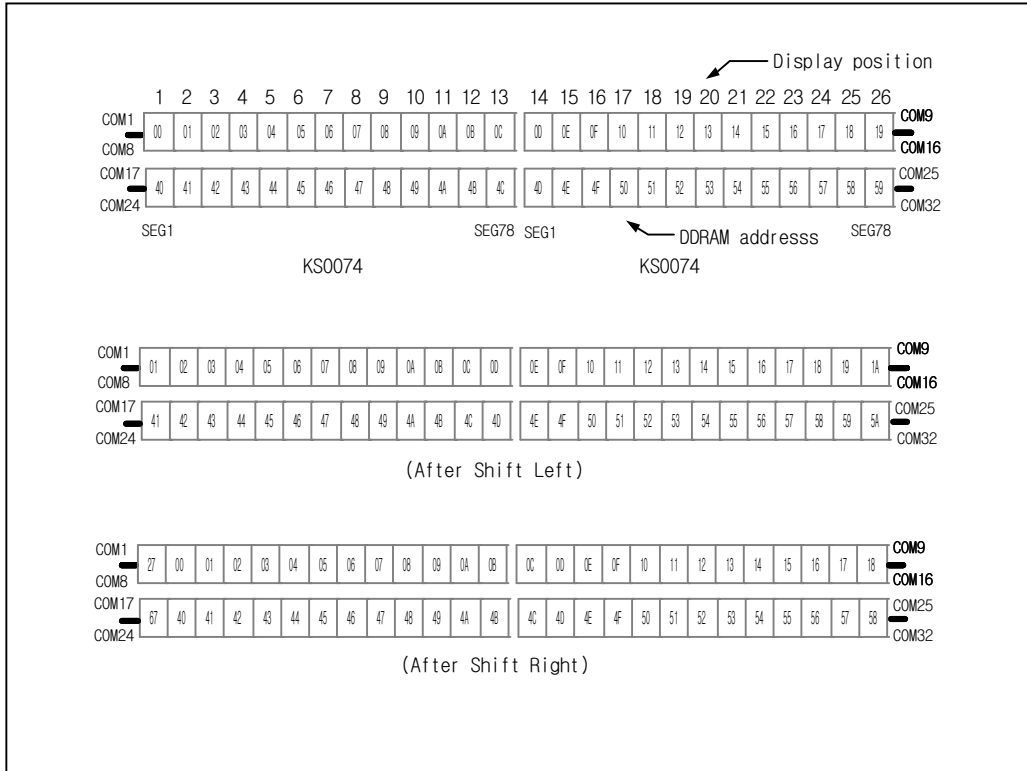 Display position
1 2 3 4 5 6 7 8 9 10 11 12 13 14 15 16 17 18 19 20 21 22 23 24 25 26
COM1 COM9
00 01 02 03 04 05 06 07 08 09 0A 0B 0C 0D 0E 0F 10 11 12 13 14 15 16 17 18 19
COM8 COM16
COM17 COM25
40 41 42 43 44 45 46 47 48 49 4A 4B 4C 4D 4E 4F 50 51 52 53 54 55 56 57 58 59
COM24 COM32
SEG1 SEG78 SEG1 SEG78
DDRAM addresss
KS0074 KS0074
COM1 COM9
01 02 03 04 05 06 07 08 09 0A 0B 0C 0D 0E 0F 10 11 12 13 14 15 16 17 18 19 1A
COM8 COM16
COM17 COM25
41 42 43 44 45 46 47 48 49 4A 4B 4C 4D 4E 4F 50 51 52 53 54 55 56 57 58 59 5A
COM24 COM32
(After Shift Left)
COM1 COM9
27 00 01 02 03 04 05 06 07 08 09 0A 0B 0C 0D 0E 0F 10 11 12 13 14 15 16 17 18
COM8 COM16
COM17 COM25
67 40 41 42 43 44 45 46 47 48 49 4A 4B 4C 4D 4E 4F 50 51 52 53 54 55 56 57 58
COM24 COM32
(After Shift Right)